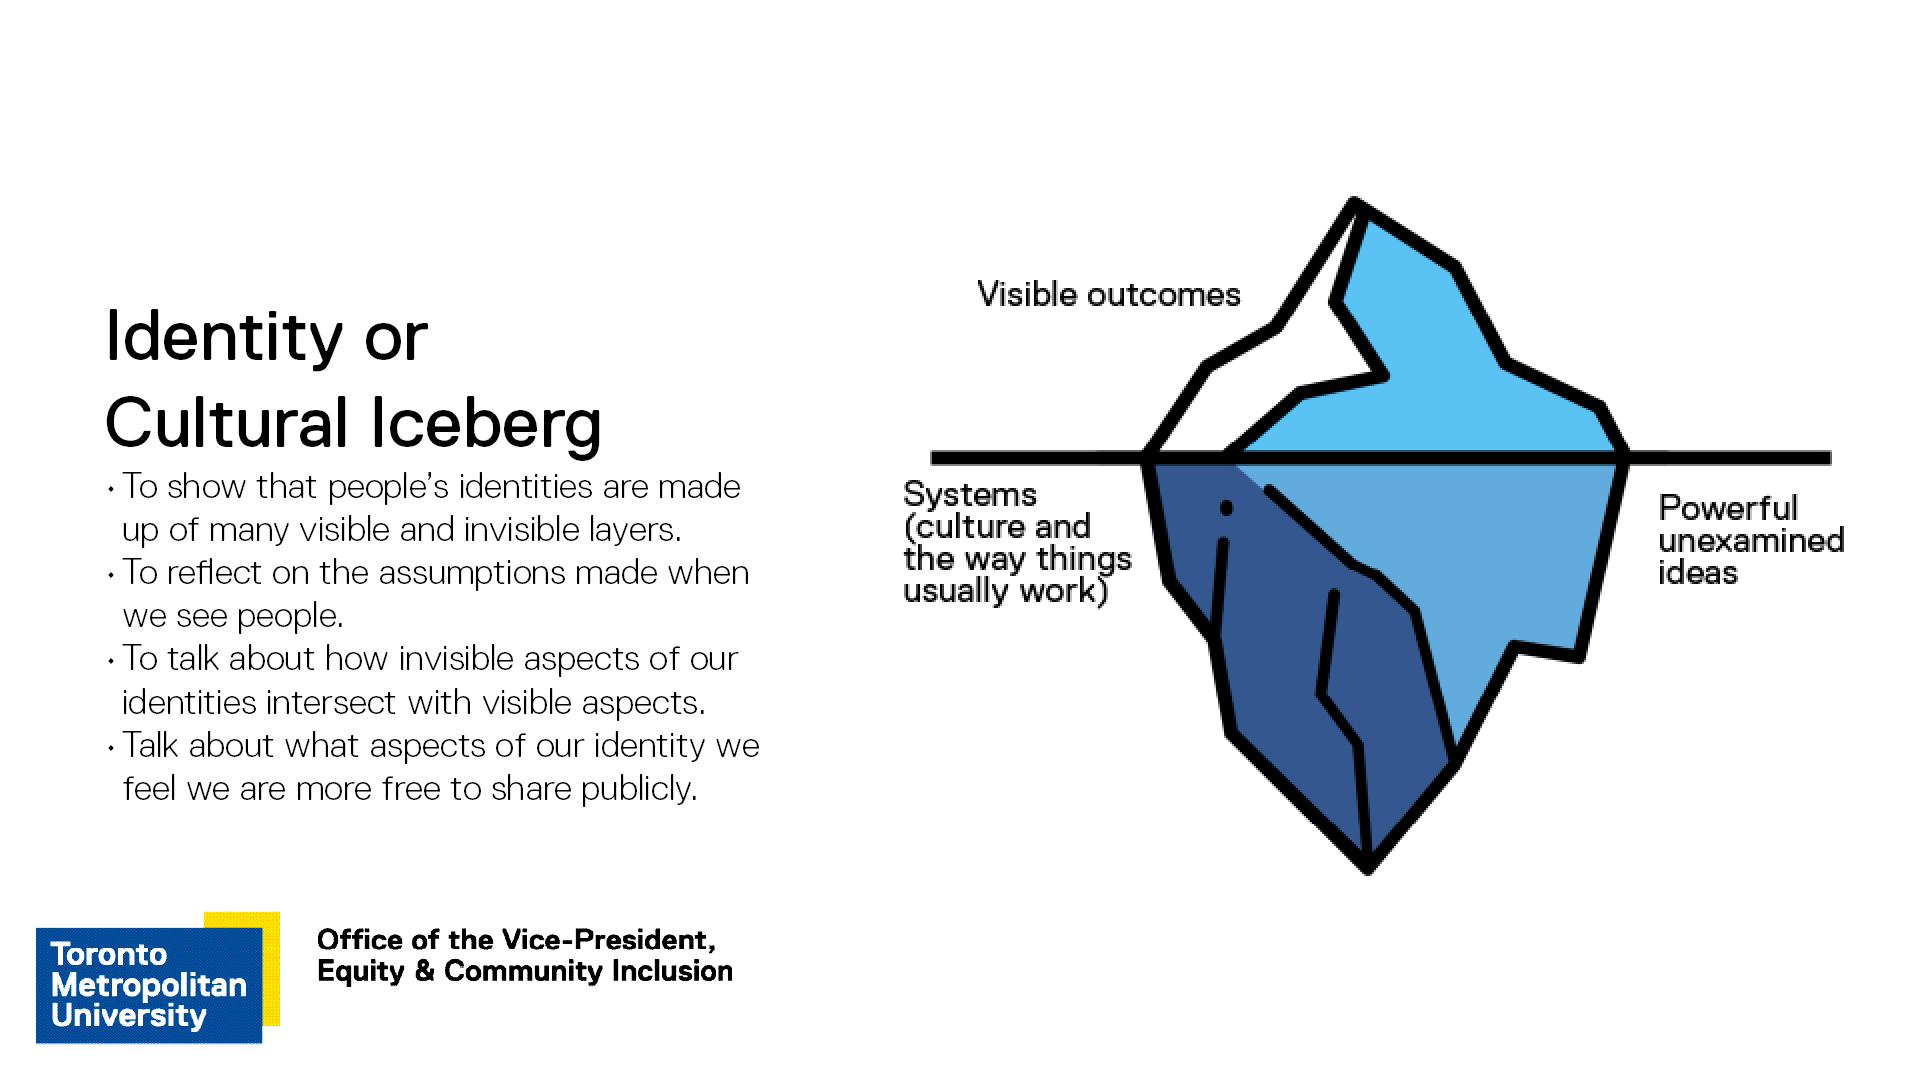 Identity or
Cultural Iceberg
· To show that people’s identities are made
up of many visible and invisible layers.
· To reflect on the assumptions made when
we see people.
· To talk about how invisible aspects of our
identities intersect with visible aspects.
· Talk about what aspects of our identity we
feel we are more free to share publicly.
Visible outcomes
Systems
(culture and
the way things
usually work)
Powerful
unexamined
ideas
Toronto
Metropolitan
University
Office of the Vice-President,
Equity & Community Inclusion